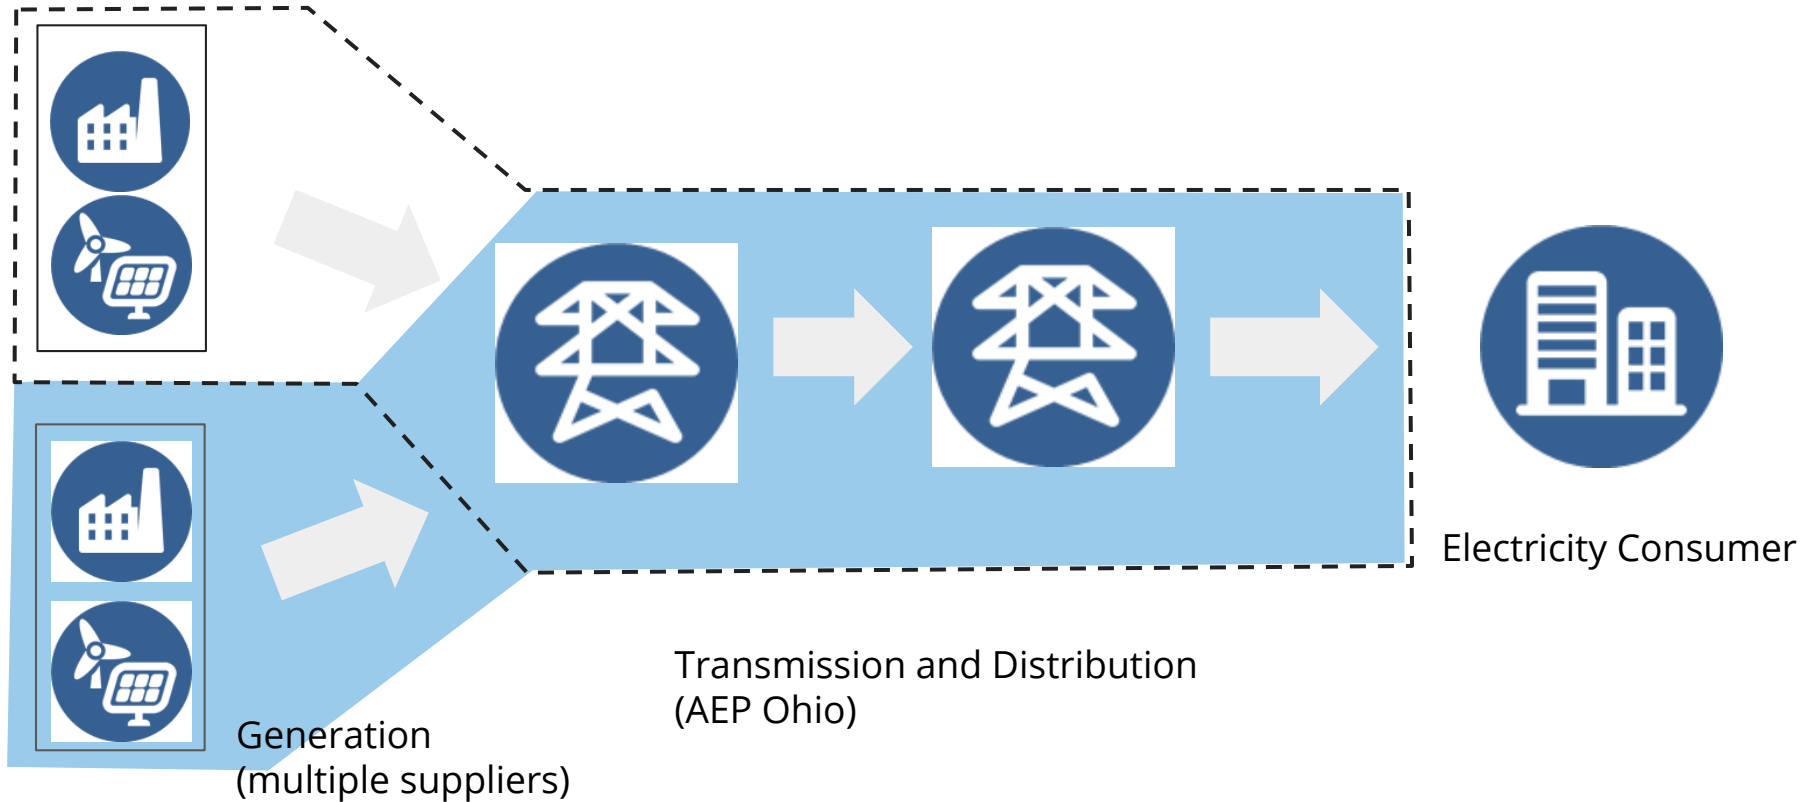 Electricity Consumer
Transmission and Distribution
(AEP Ohio)
Generation
(multiple suppliers)